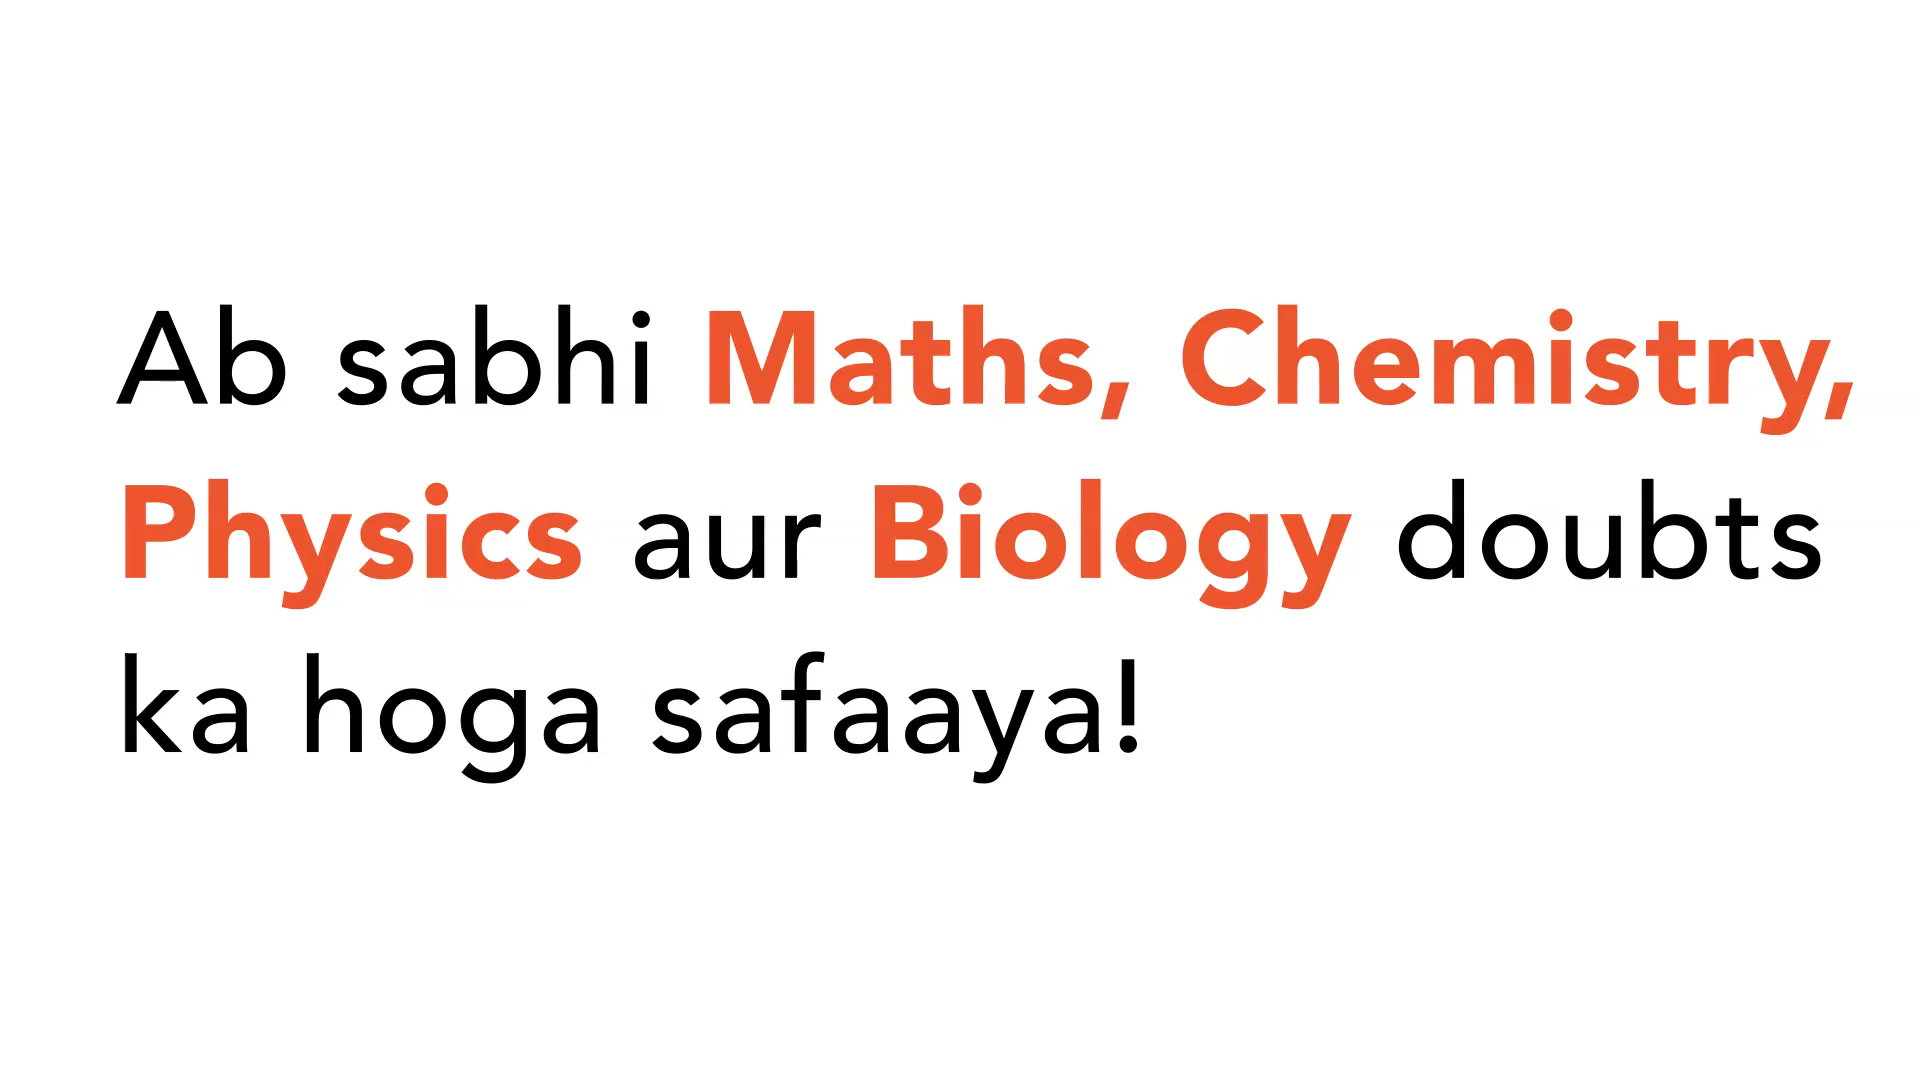 Ab sabhi Maths, Chemistry,
Physics aur Biology doubts
ka hoga safaaya!